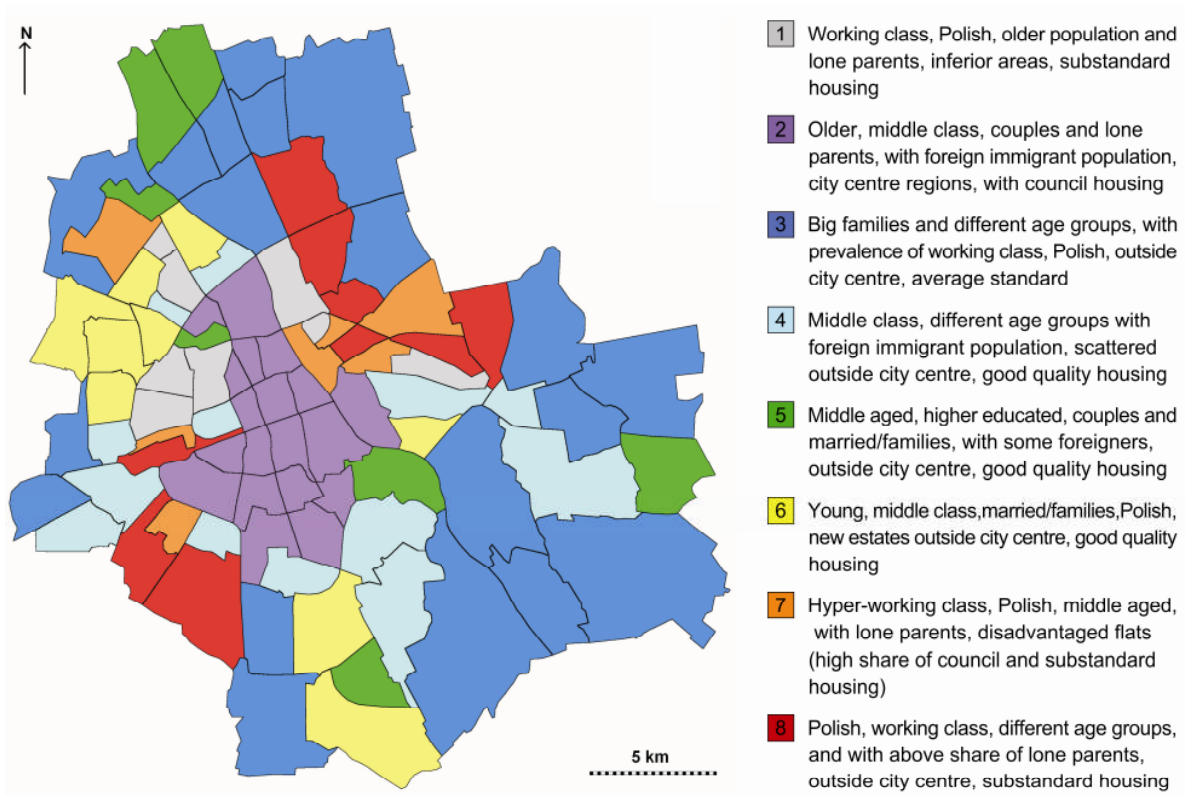 N
1 Working class, Polish, older population and
lone parents, inferior areas, substandard
housing
2 Older, middle class, couples and lone
parents, with foreign immigrant population,
city centre regions, with council housing
3 Big families and different age groups, with
prevalence of working class, Polish, outside
city centre, average standard
4 Middle class, different age groups with
foreign immigrant population, scattered
outside city centre, good quality housing
5 Middle aged, higher educated, couples and
married/families, with some foreigners,
outside city centre, good quality housing
6 Young, middle class,married/families,Polish,
new estates outside city centre, good quality
housing
7 Hyper-working class, Polish, middle aged,
with lone parents, disadvantaged flats
(high share of council and substandard
housing)
8 Polish, working class, different age groups,
and with above share of lone parents,
outside city centre, substandard housing
5 km